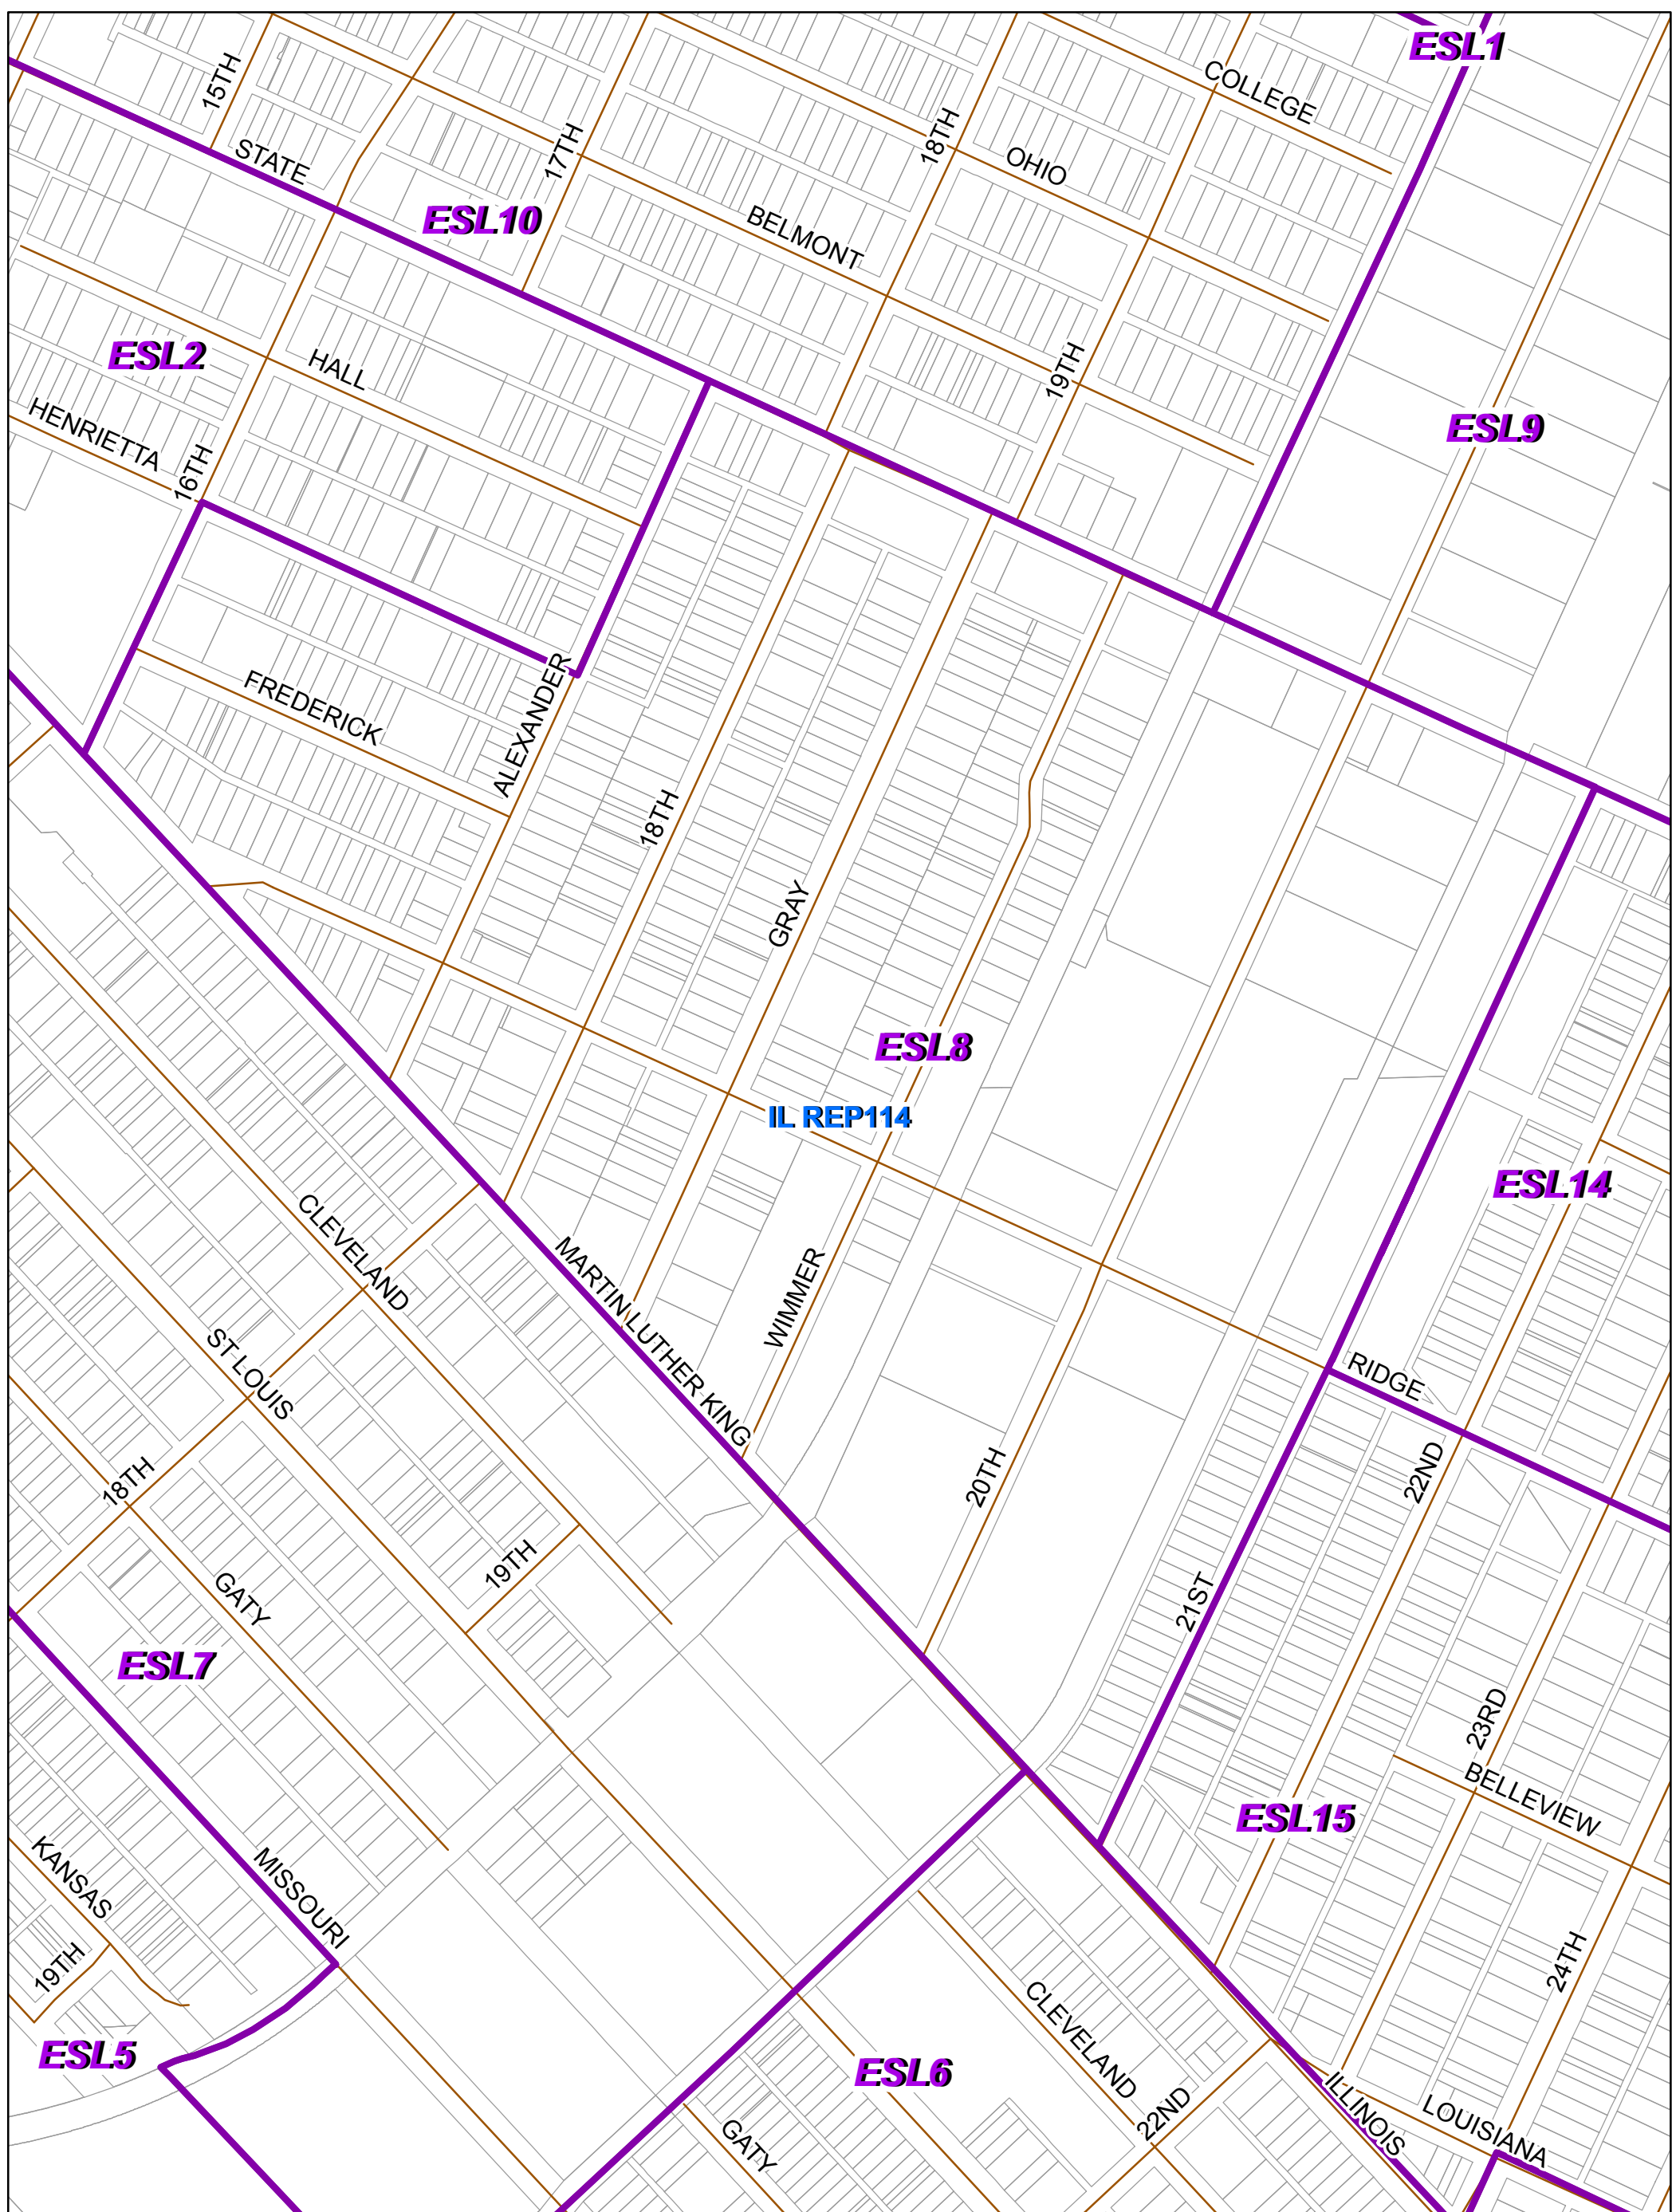 ESL1
15TH
COLLEGE
STATE
17TH
18TH
OHIO
ESL10
BELMONT
ESL2
HALL
19TH
HENRIETTA
ESL9
16TH
FREDERICK
ALEXANDER
18TH
GRAY
ESL8
IL REP114
ESL14
CLEVELAND
MARTIN LUTHER KING
WIMMER
ST LOUIS
RIDGE
18TH
20TH
22ND
19TH
GATY
21ST
ESL7
23RD
BELLEVIEW
ESL15
KANSAS
MISSOURI
19TH
24TH
ESL5
CLEVELAND
ESL6
22ND
ILLINOIS
LOUISIANA
GATY